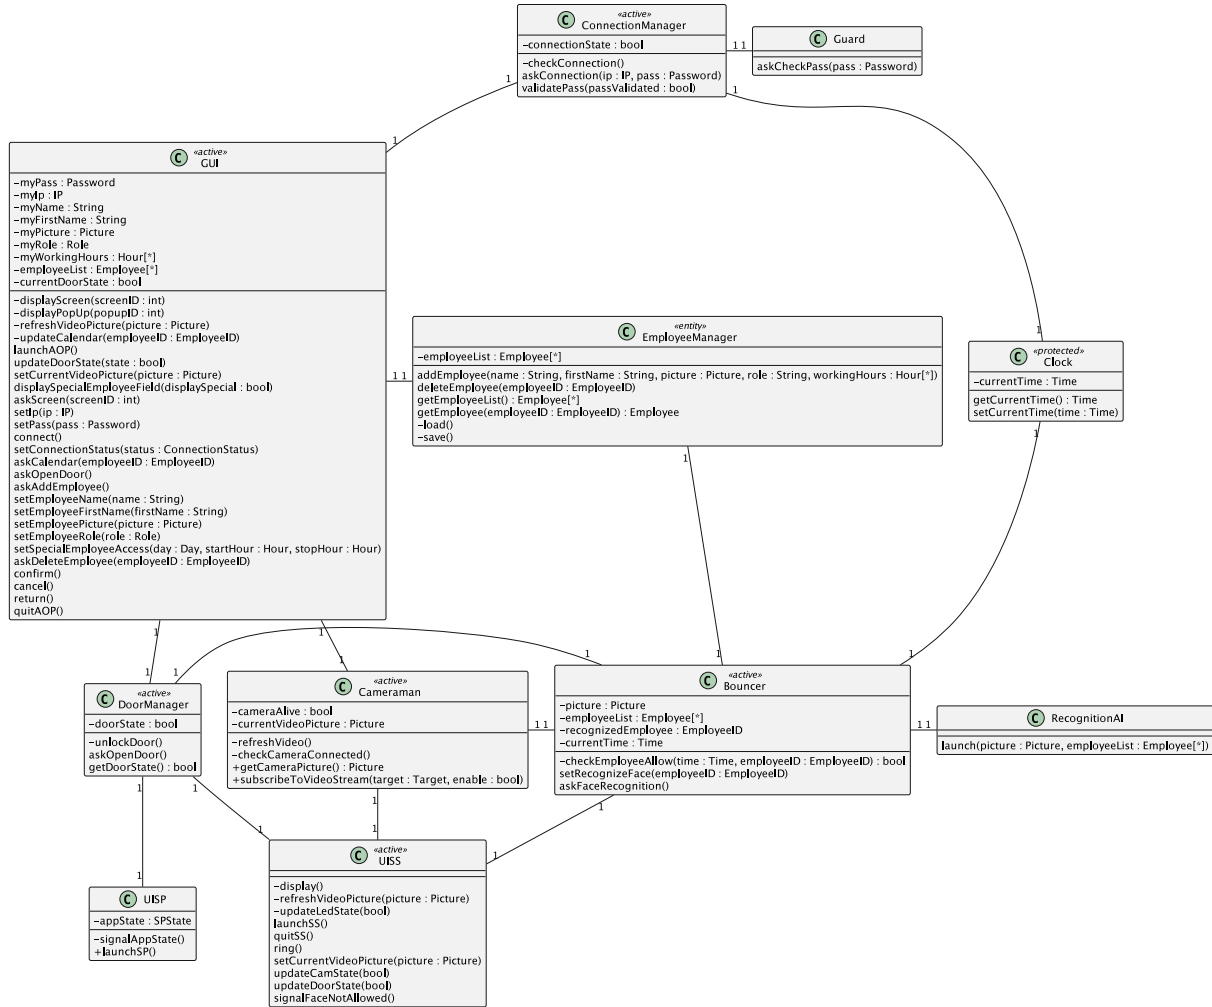 C «active»
ConnectionManager
-connectionState : bool
-checkConnection()
askConnection(ip : IP, pass : Password)
validatePass(passValidated : bool)
1 1
C Guard
askCheckPass(pass : Password)
1
1
1
1
C «active»
GUI
-myPass : Password
-myIp : IP
-myName : String
-myFirstName : String
-myPicture : Picture
-myRole : Role
-myWorkingHours : Hour[*]
-employeeList : Employee[*]
-currentDoorState : bool
-displayScreen(screenID : int)
-displayPopUp(popupID : int)
-refreshVideoPicture(picture : Picture)
-updateCalendar(employeeID : EmployeeID)
launchAOP()
updateDoorState(state : bool)
setCurrentVideoPicture(picture : Picture)
displaySpecialEmployeeField(displaySpecial : bool)
askScreen(screenID : int)
setIp(ip : IP)
setPass(pass : Password)
connect()
setConnectionStatus(status : ConnectionStatus)
askCalendar(employeeID : EmployeeID)
askOpenDoor()
askAddEmployee()
setEmployeeName(name : String)
setEmployeeFirstName(firstName : String)
setEmployeePicture(picture : Picture)
setEmployeeRole(role : Role)
setSpecialEmployeeAccess(day : Day, startHour : Hour, stopHour : Hour)
askDeleteEmployee(employeeID : EmployeeID)
confirm()
cancel()
return()
quitAOP()
1 1
C «entity»
EmployeeManager
-employeeList : Employee[*]
addEmployee(name : String, firstName : String, picture : Picture, role : String, workingHours : Hour[*])
deleteEmployee(employeeID : EmployeeID)
getEmployeeList() : Employee[*]
getEmployee(employeeID : EmployeeID) : Employee
-load()
-save()
C «protected»
Clock
-currentTime : Time
getCurrentTime() : Time
setCurrentTime(time : Time)
1
1
1
1
1
1
1
1
1
1
1
C «active»
DoorManager
-doorState : bool
-unlockDoor()
askOpenDoor()
getDoorState() : bool
C «active»
Cameraman
-cameraAlive : bool
-currentVideoPicture : Picture
-refreshVideo()
-checkCameraConnected()
+getCameraPicture() : Picture
+subscribeToVideoStream(target : Target, enable : bool)
1 1
C «active»
Bouncer
-picture : Picture
-employeeList : Employee[*]
-recognizedEmployee : EmployeeID
-currentTime : Time
-checkEmployeeAllow(time : Time, employeeID : EmployeeID) : bool
setRecognizeFace(employeeID : EmployeeID)
askFaceRecognition()
1 1
C RecognitionAI
launch(picture : Picture, employeeList : Employee[*])
1
1
1
1
1
1
1
1
C UISP
-appState : SPState
-signalAppState()
+launchSP()
C «active»
UISS
-display()
-refreshVideoPicture(picture : Picture)
-updateLedState(bool)
launchSS()
quitSS()
ring()
setCurrentVideoPicture(picture : Picture)
updateCamState(bool)
updateDoorState(bool)
signalFaceNotAllowed()